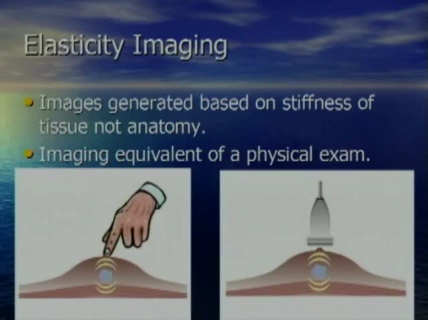 Elasticity Imaging
Images generated based on stiffness of
tissue not anatomy.
Imaging equivalent of a physical exam.